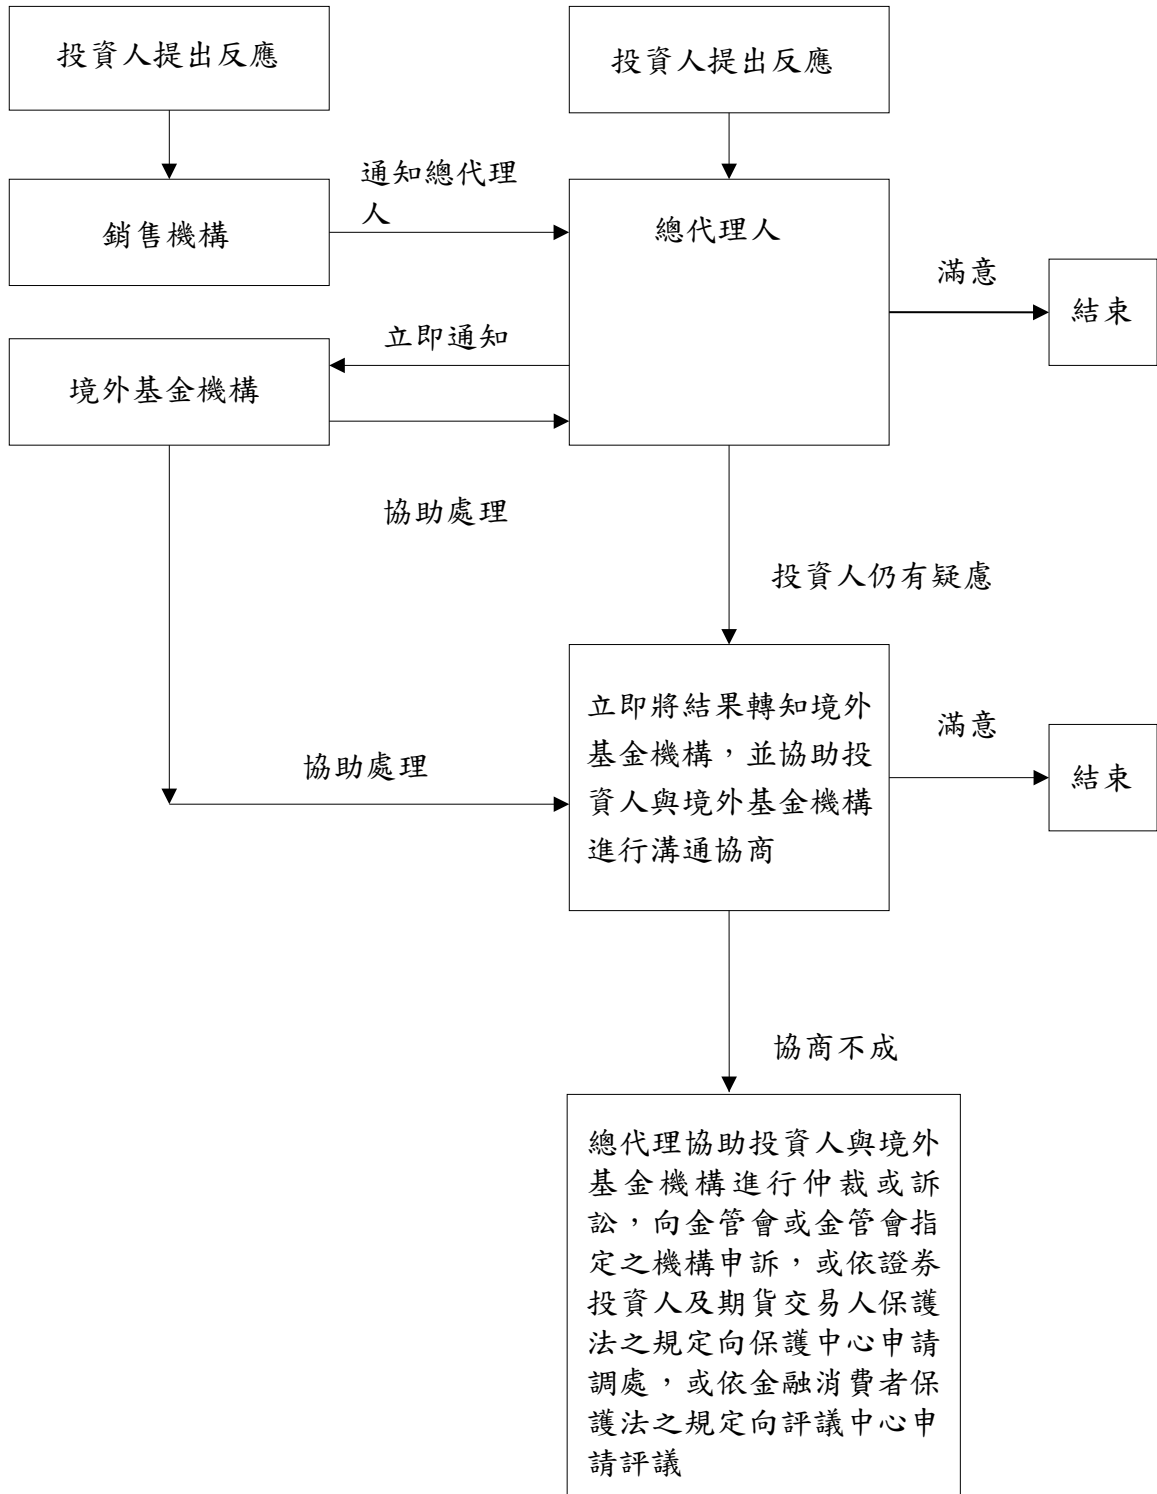 投資人提出反應
投資人提出反應
通知總代理
人
銷售機構
總代理人
滿意
結束
立即通知
境外基金機構
協助處理
投資人仍有疑慮
立即將結果轉知境外
基金機構，並協助投
資人與境外基金機構
進行溝通協商
滿意
結束
協助處理
協商不成
總代理協助投資人與境外
基金機構進行仲裁或訴
訟，向金管會或金管會指
定之機構申訴，或依證券
投資人及期貨交易人保護
法之規定向保護中心申請
調處，或依金融消費者保
護法之規定向評議中心申
請評議